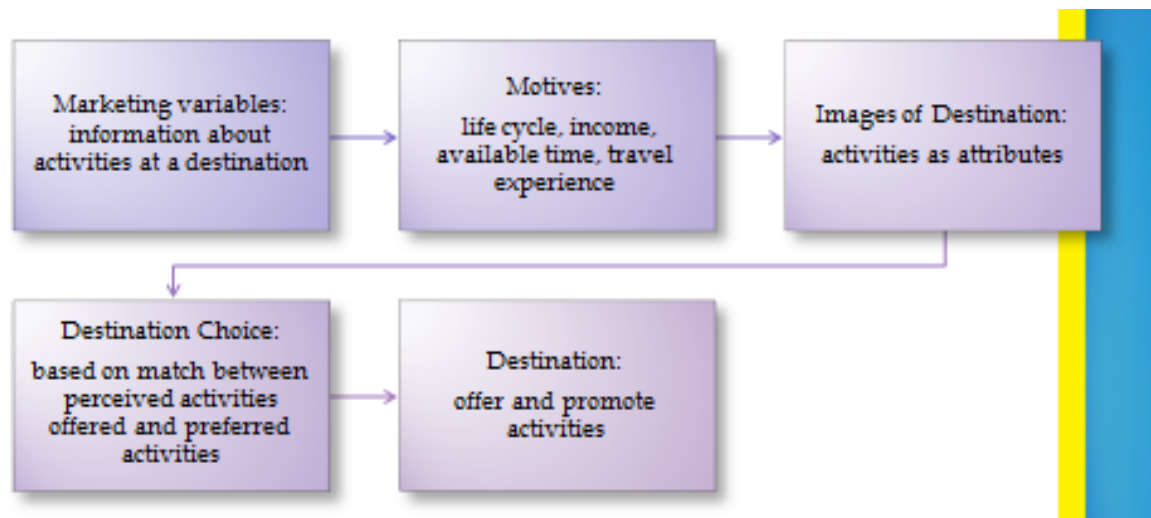 Marketing variables:
information about
activities at a destination
Motives:
life cycle, income,
available time, travel
experience
Images of Destination:
activities as attributes
Destination Choice:
based on match between
perceived activities
offered and preferred
activities
Destination:
offer and promote
activities